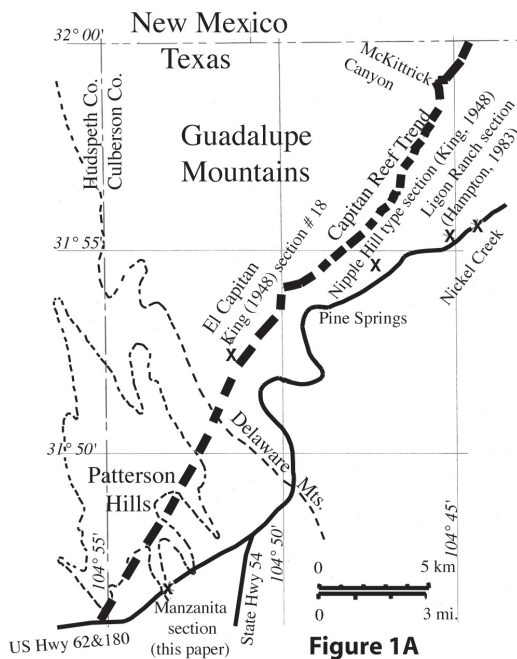 New Mexico
32° 00'
Texas
McKittrick
Canyon
Hudspeth Co.
Culberson Co.
Guadalupe
Mountains
Capitan Reef Trend
Nipple Hill type section (King, 1948)
Ligon Ranch section
(Hampton, 1983)
31° 55'
El Capitan
King (1948) section # 18
Nickel Creek
Pine Springs
31° 50'
Delaware
Mts.
Patterson
Hills
104° 55'
104° 50'
104° 45'
State Hwy 54
0
5 km
0
3 mi.
Manzanita
section
(this paper)
US Hwy 62&180
Figure 1A